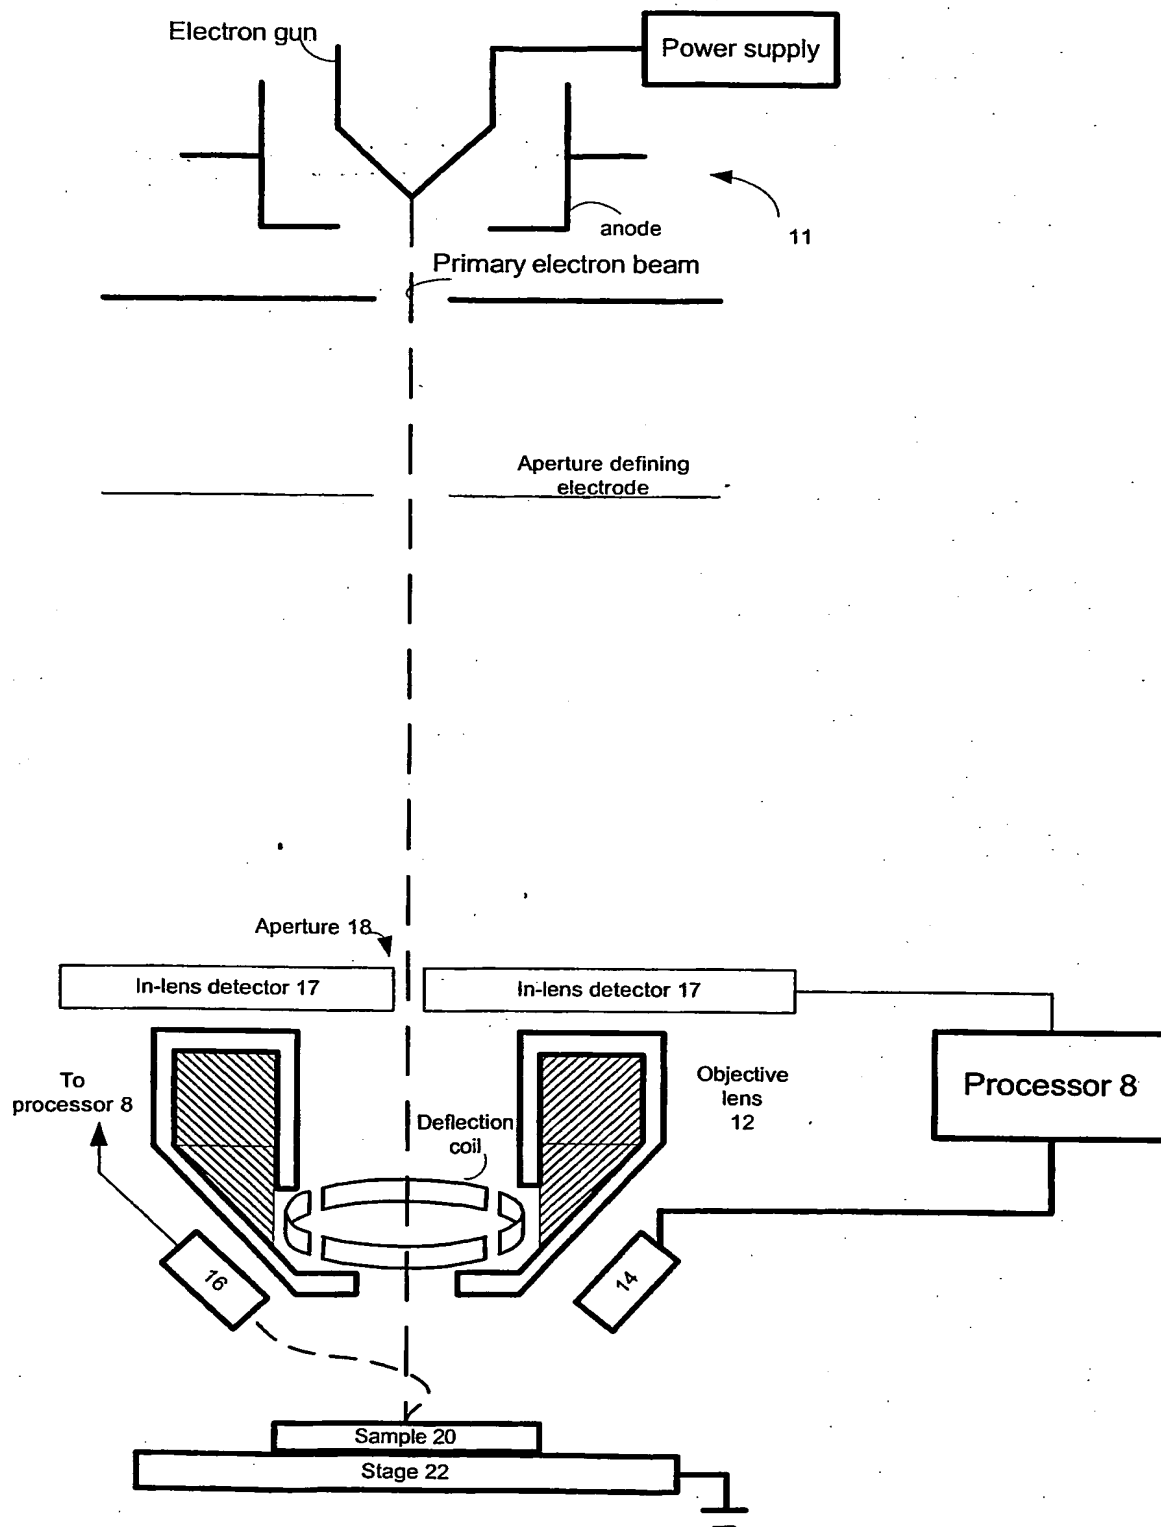 Electron gun
Power supply
anode
11
Primary electron beam
Aperture defining
electrode
Aperture 18
In-lens detector 17
In-lens detector 17
To
processor 8
Objective
lens
12
Processor 8
Deflection
coil
16
14
Sample 20
Stage 22